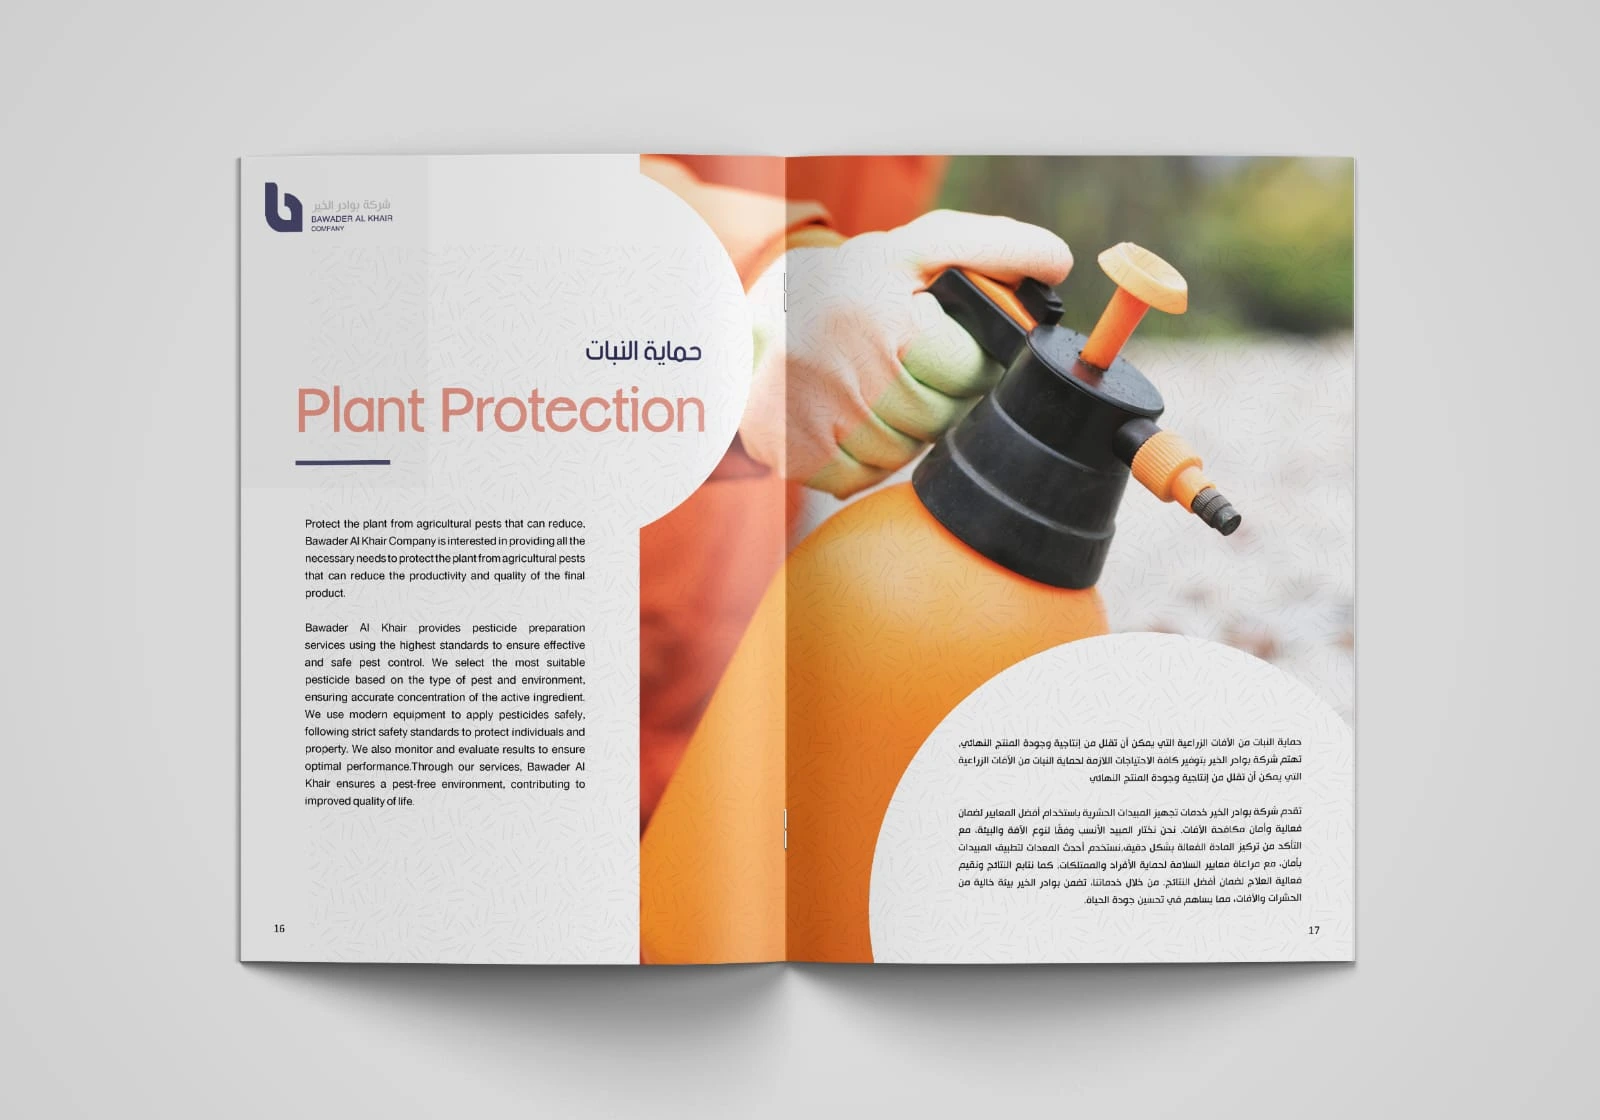 شركة بوادر الخير
BAWADER AL KHAIR
COMPANY
حماية النبات
Plant Protection
Protect the plant from agricultural pests that can reduce,
Bawader Al Khair Company is interested in providing all the
necessary needs to protect the plant from agricultural pests
that can reduce the productivity and quality of the final
product.
Bawader Al Khair provides pesticide preparation
services using the highest standards to ensure effective
and safe pest control. We select the most suitable
pesticide based on the type of pest and environment,
ensuring accurate concentration of the active ingredient.
We use modern equipment to apply pesticides safely,
following strict safety standards to protect individuals and
property. We also monitor and evaluate results to ensure
optimal performance.Through our services, Bawader Al
Khair ensures a pest-free environment, contributing to
improved quality of life.
16
حماية النبات من الآفات الزراعية التي يمكن أن تقلل من إنتاجية وجودة المنتج النهائي.
تهتم شركة بوادر الخير بتوفير كافة الاحتياجات اللازمة لحماية النبات من الآفات الزراعية
التي يمكن أن تقلل من إنتاجية وجودة المنتج النهائي
تقدم شركة بوادر الخير خدمات تجهيز المبيدات الحشرية باستخدام أفضل المعايير لضمان
فعالية وأمان مكافحة الآفات. نحن نختار المبيد الأنسب وفقًا لنوع الآفة والبيئة، مع
التأكد من تركيز المادة الفعالة بشكل دقيق.نستخدم أحدث المعدات لتطبيق المبيدات
بأمان، مع مراعاة معايير السلامة لحماية الأفراد والممتلكات. كما نتابع النتائج ونقيم
فعالية العلاج لضمان أفضل النتائج. من خلال خدماتنا، تضمن بوادر الخير بيئة خالية من
الحشرات والآفات، مما يساهم في تحسين جودة الحياة.
17